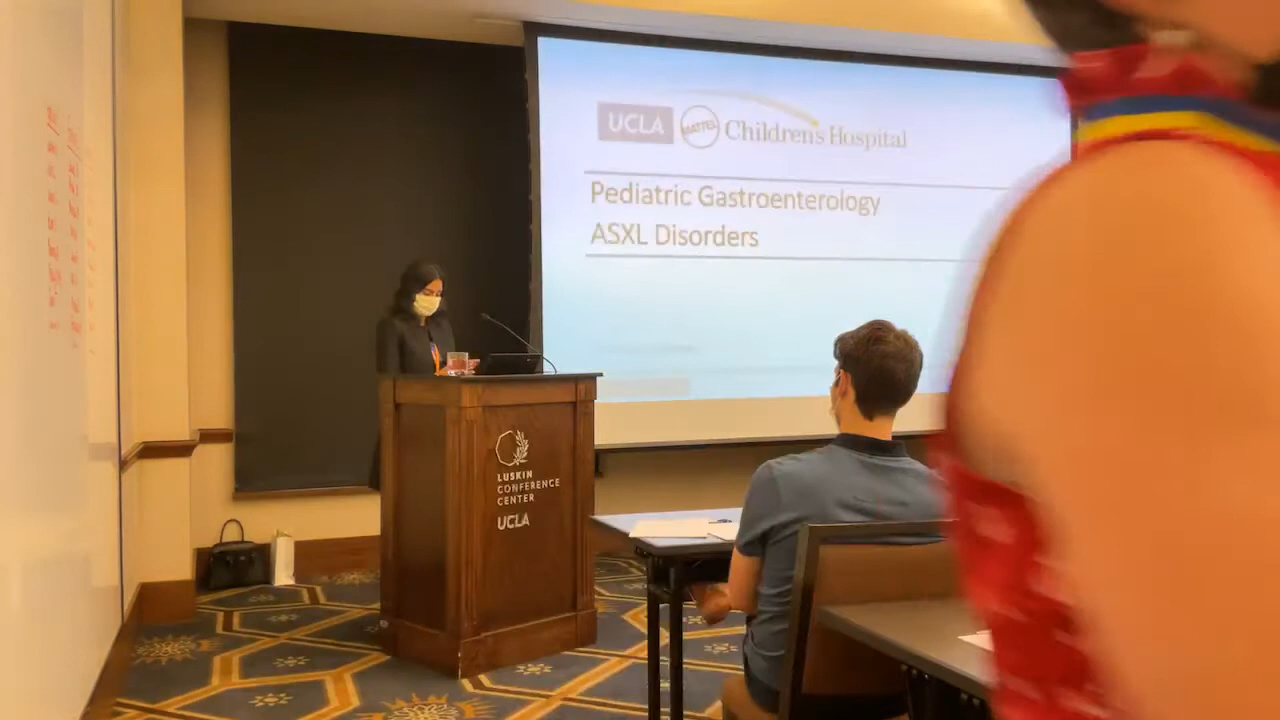 UCLA MATTEL Children's Hospital
Pediatric Gastroenterology
ASXL Disorders
LUSKIN
CONFERENCE
CENTER
UCLA